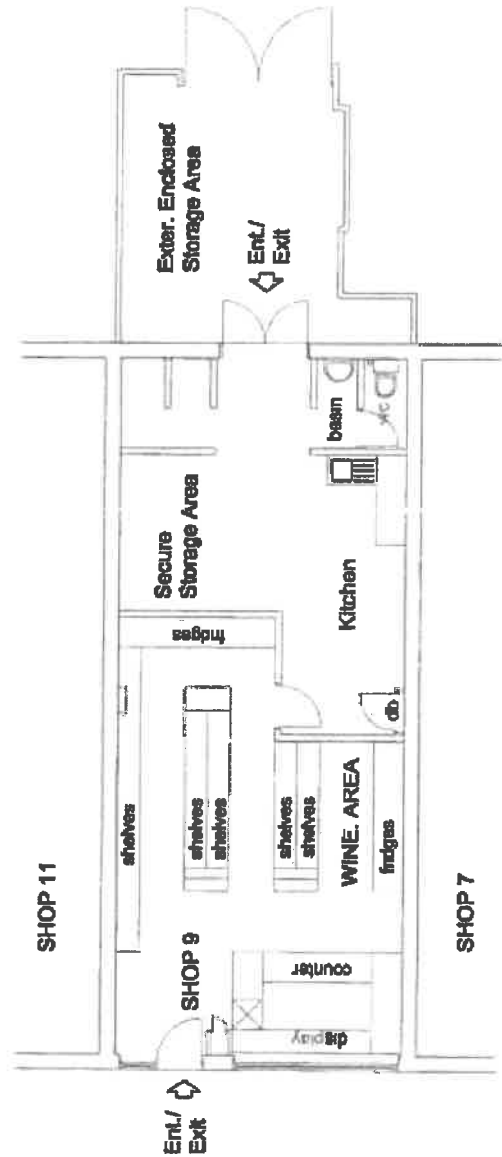 SHOP 11
Exter. Enclosed
Storage Area
Ent./
Exit
Secure
Storage Area
fridges
shelves
shelves
shelves
SHOP 9
Ent./
Exit
shelves
shelves
WINE. AREA
fridges
counter
display
Kitchen
db
basin
w/c
SHOP 7